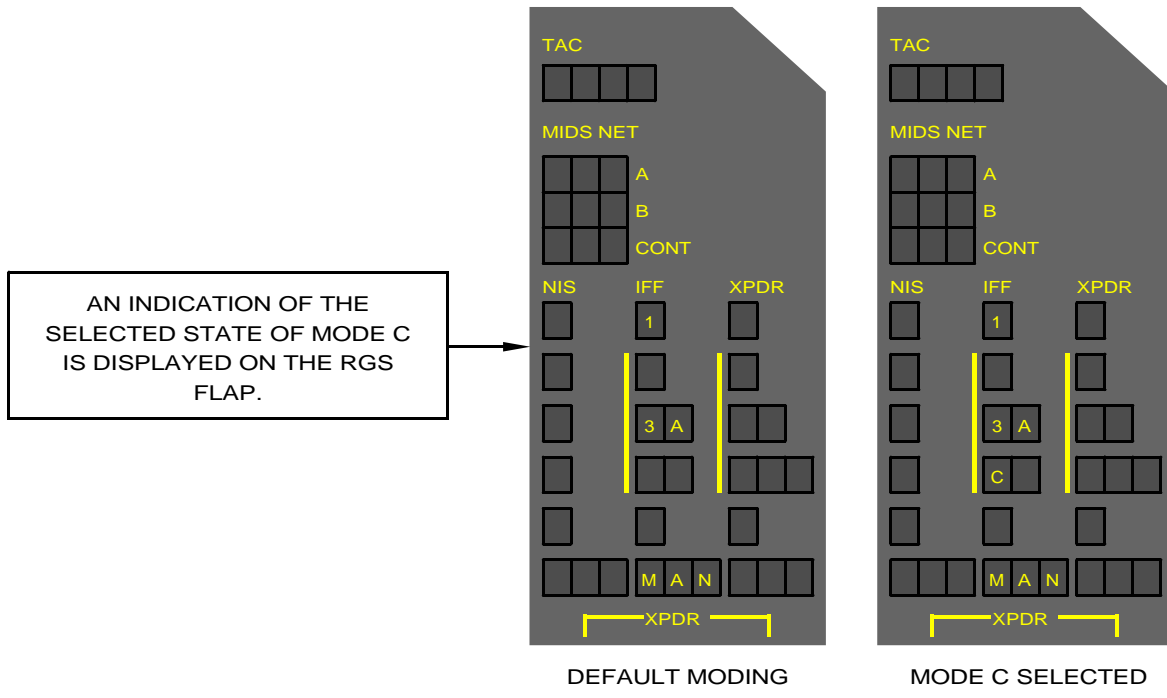 AN INDICATION OF THE
SELECTED STATE OF MODE C
IS DISPLAYED ON THE RGS
FLAP.
TAC
MIDS NET
A
B
CONT
NIS IFF XPDR
1
3 A
M A N
XPDR
DEFAULT MODING
TAC
MIDS NET
A
B
CONT
NIS IFF XPDR
1
3 A
C
M A N
XPDR
MODE C SELECTED